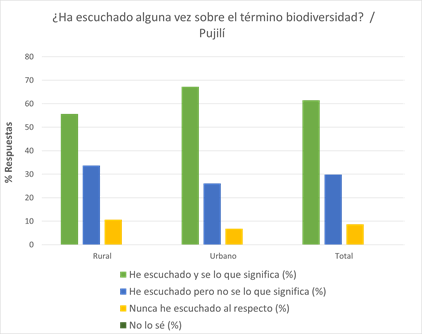 ¿Ha escuchado alguna vez sobre el término biodiversidad? /
Pujilí
% Respuestas
80
70
60
50
40
30
20
10
0
Rural Urbano Total
He escuchado y se lo que significa (%)
He escuchado pero no se lo que significa (%)
Nunca he escuchado al respecto (%)
No lo sé (%)